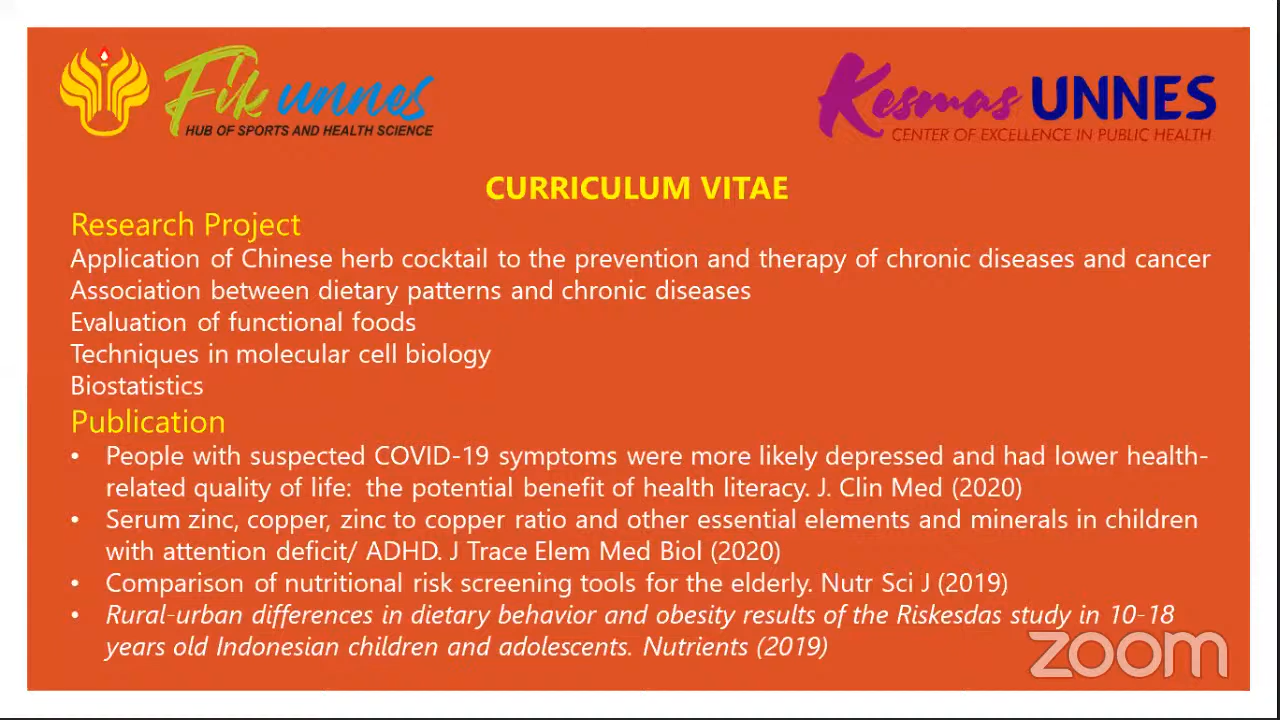 Fik unnes
HUB OF SPORTS AND HEALTH SCIENCE
Kesmas UNNES
CENTER OF EXCELLENCE IN PUBLIC HEALTH
CURRICULUM VITAE
Research Project
Application of Chinese herb cocktail to the prevention and therapy of chronic diseases and cancer
Association between dietary patterns and chronic diseases
Evaluation of functional foods
Techniques in molecular cell biology
Biostatistics
Publication
• People with suspected COVID-19 symptoms were more likely depressed and had lower health-
related quality of life: the potential benefit of health literacy. J. Clin Med (2020)
• Serum zinc, copper, zinc to copper ratio and other essential elements and minerals in children
with attention deficit/ ADHD. J Trace Elem Med Biol (2020)
• Comparison of nutritional risk screening tools for the elderly. Nutr Sci J (2019)
• Rural-urban differences in dietary behavior and obesity results of the Riskesdas study in 10-18
years old Indonesian children and adolescents. Nutrients (2019)
zoom